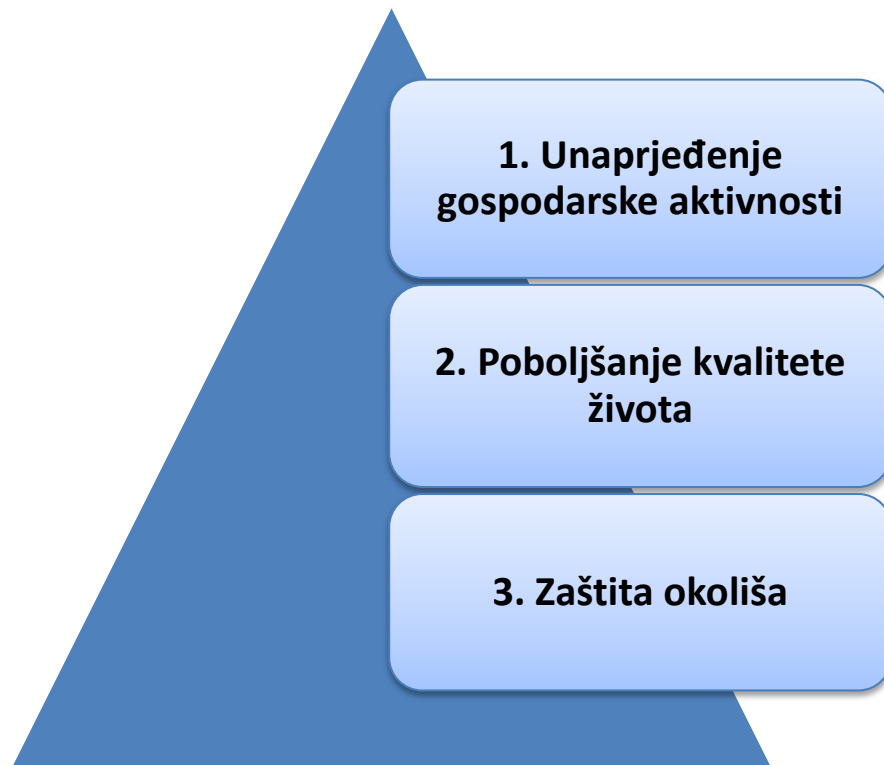 1. Unaprjeđenje
gospodarske aktivnosti
2. Poboljšanje kvalitete
života
3. Zaštita okoliša